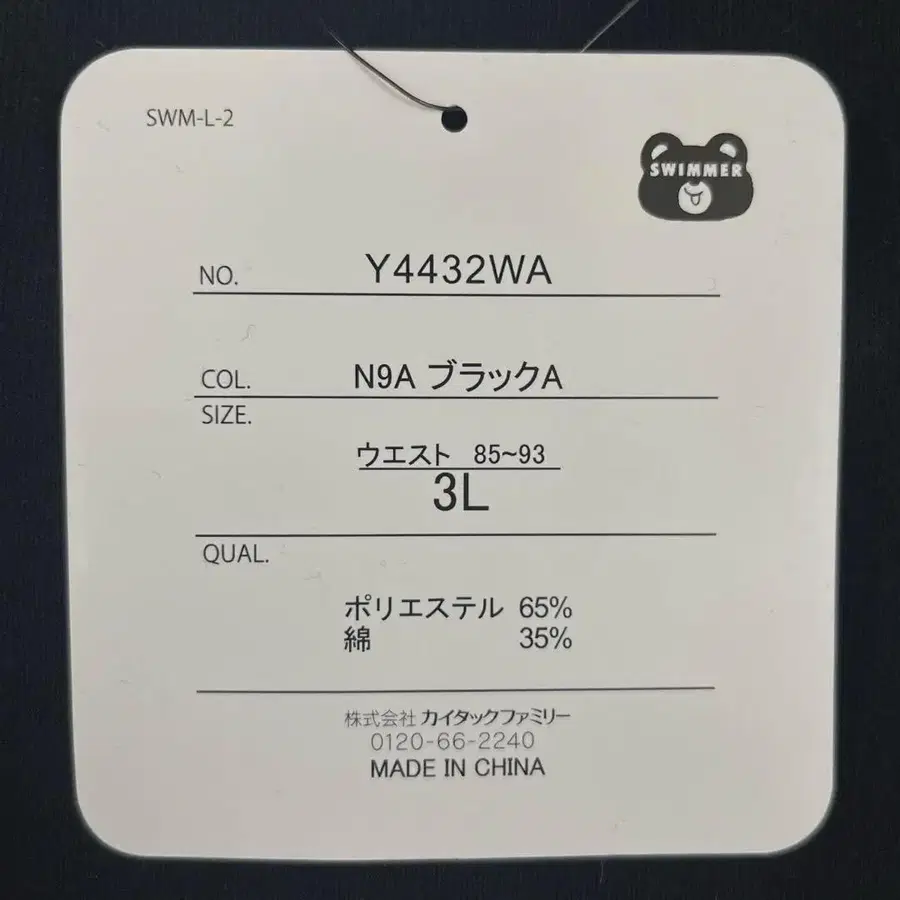 SWM-L-2
SWIMMER
NO. Y4432WA
COL. N9A ブラックA
SIZE.
ウエスト 85~93
3L
QUAL.
ポリエステル 65%
綿 35%
株式会社 カイタックファミリー
0120-66-2240
MADE IN CHINA